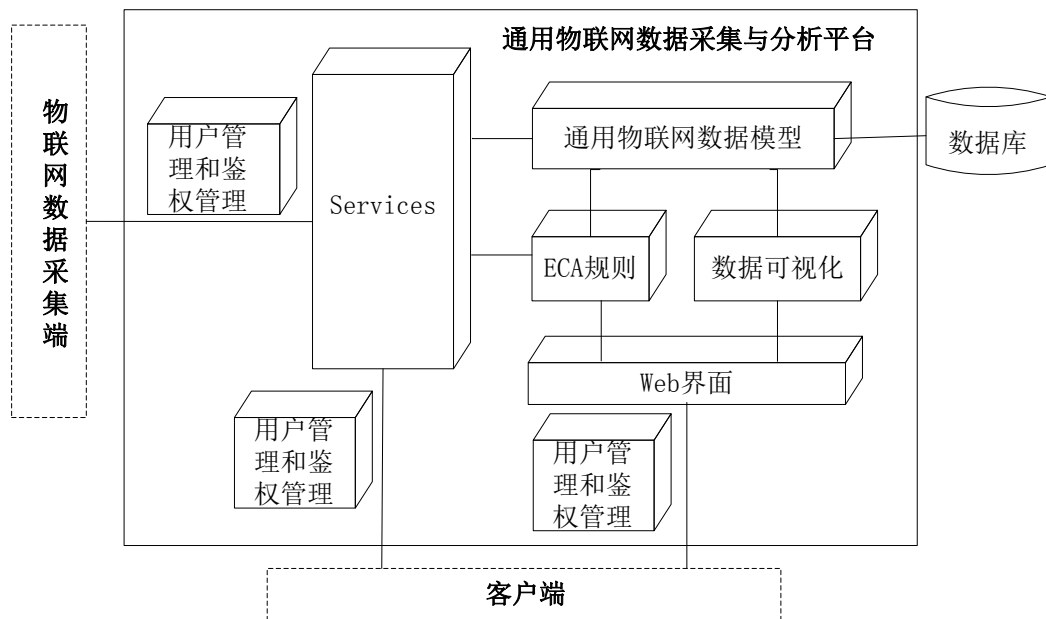 通用物联网数据采集与分析平台
物联网数据采集端
用户管
理和鉴
权管理
Services
通用物联网数据模型
数据库
ECA规则
数据可视化
Web界面
用户管
理和鉴
权管理
用户管
理和鉴
权管理
客户端